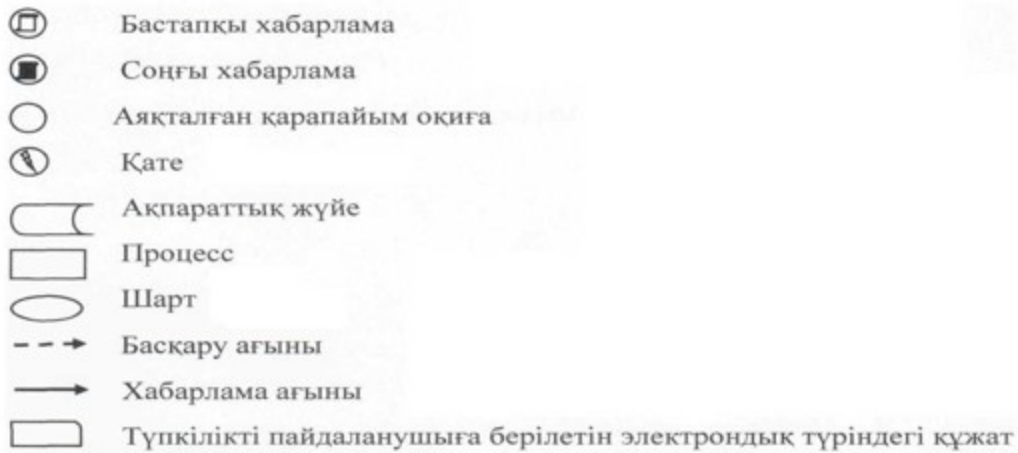 Бастапқы хабарлама
Соңғы хабарлама
Аяқталған қарапайым оқиға
Қате
Ақпараттық жүйе
Процесс
Шарт
Басқару ағыны
Хабарлама ағыны
Түпкілікті пайдаланушыға берілетін электрондық түріндегі құжат